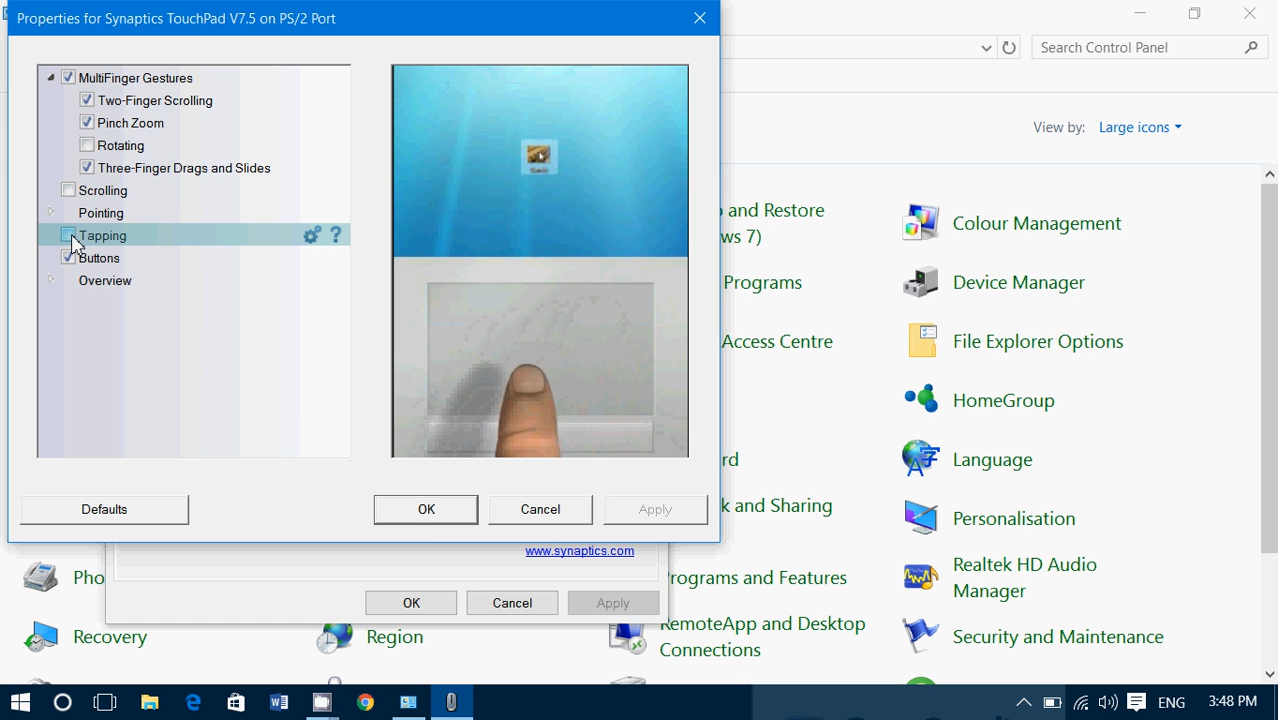 Properties for Synaptics TouchPad V7.5 on PS/2 Port
Search Control Panel
MultiFinger Gestures
Two-Finger Scrolling
Pinch Zoom
Rotating
Three-Finger Drags and Slides
Scrolling
Pointing
Tapping
Buttons
Overview
Defaults
OK
Cancel
Apply
www.synaptics.com
OK
Cancel
Apply
View by: Large icons
and Restore
ws 7)
Colour Management
Programs
Device Manager
Access Centre
File Explorer Options
HomeGroup
rd
Language
k and Sharing
Personalisation
Pho
Programs and Features
Realtek HD Audio
Manager
Recovery
Region
RemoteApp and Desktop
Connections
Security and Maintenance
ENG
3:48 PM